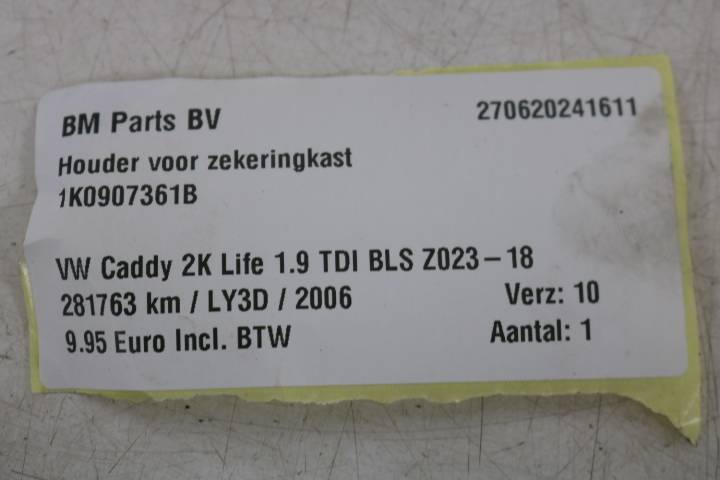 BM Parts BV 270620241611
Houder voor zekeringkast
1K0907361B
VW Caddy 2K Life 1.9 TDI BLS Z023-18
281763 km / LY3D / 2006 Verz: 10
9.95 Euro Incl. BTW Aantal: 1